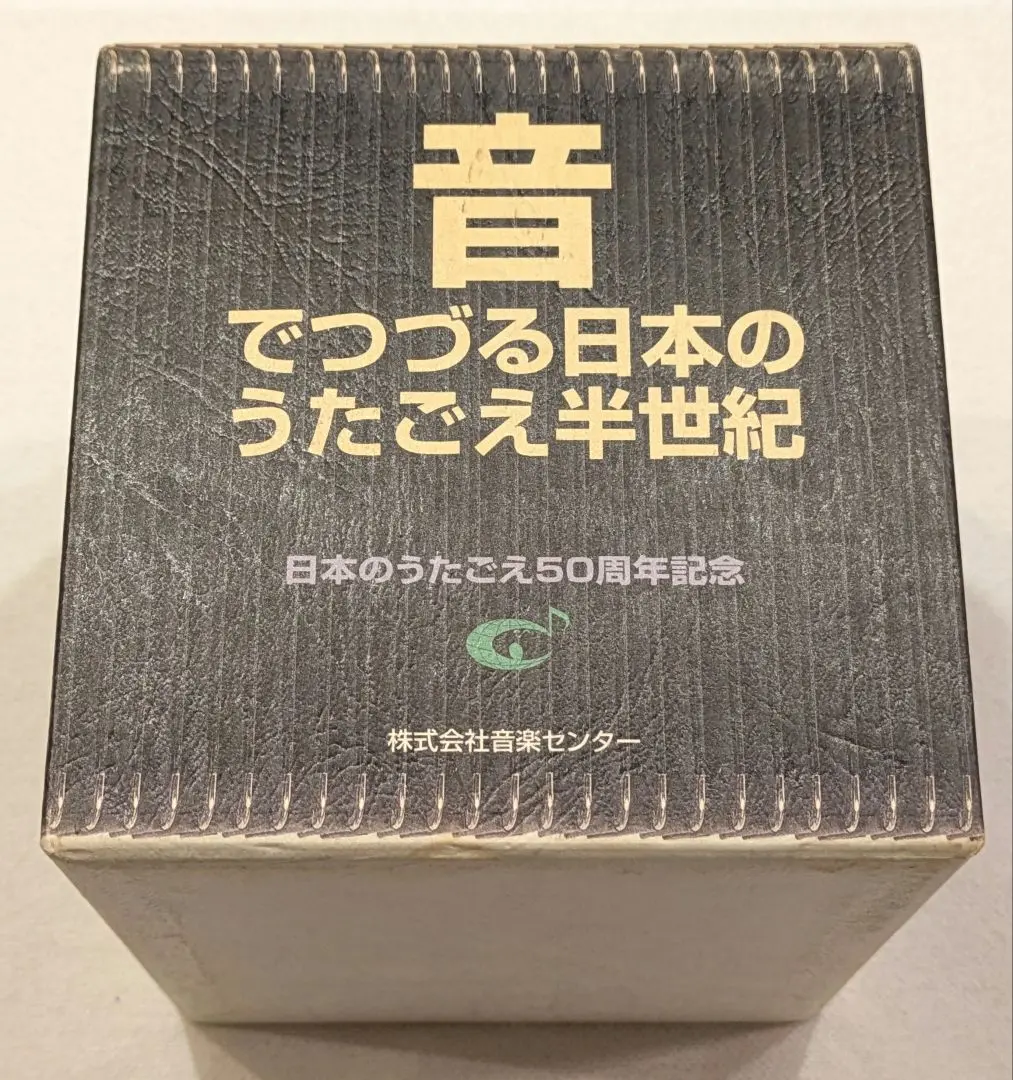 音
でつづる日本の
うたごえ半世紀
日本のうたごえ50周年記念
株式会社音楽センター